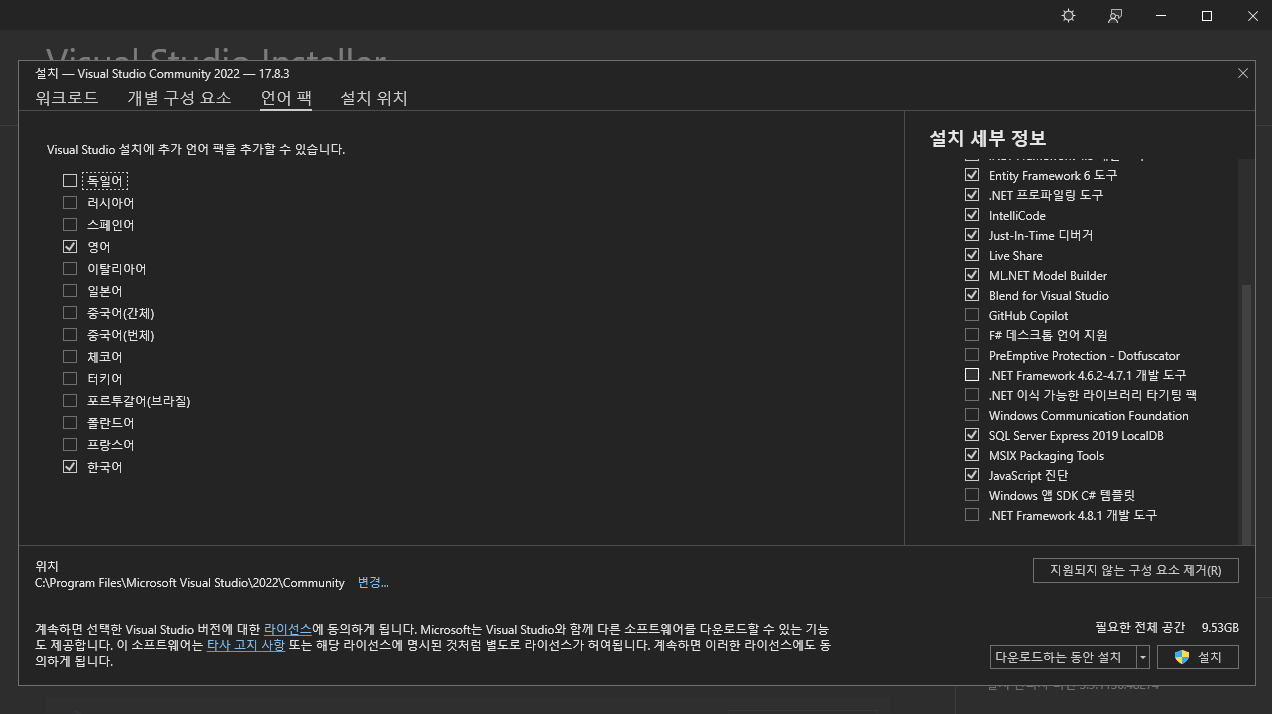 Visual Studio Installer
설치 — Visual Studio Community 2022 — 17.8.3
워크로드 개별 구성 요소 언어 팩 설치 위치
Visual Studio 설치에 추가 언어 팩을 추가할 수 있습니다.
독일어
러시아어
스페인어
영어
이탈리아어
일본어
중국어(간체)
중국어(번체)
체코어
터키어
포르투갈어(브라질)
폴란드어
프랑스어
한국어
설치 세부 정보
Entity Framework 6 도구
.NET 프로파일링 도구
IntelliCode
Just-In-Time 디버거
Live Share
ML.NET Model Builder
Blend for Visual Studio
GitHub Copilot
F# 데스크톱 언어 지원
PreEmptive Protection - Dotfuscator
.NET Framework 4.6.2-4.7.1 개발 도구
.NET 이식 가능한 라이브러리 타기팅 팩
Windows Communication Foundation
SQL Server Express 2019 LocalDB
MSIX Packaging Tools
JavaScript 진단
Windows 앱 SDK C# 템플릿
.NET Framework 4.8.1 개발 도구
위치
C:\Program Files\Microsoft Visual Studio\2022\Community 변경...
지원되지 않는 구성 요소 제거(R)
계속하면 선택한 Visual Studio 버전에 대한 라이선스에 동의하게 됩니다. Microsoft는 Visual Studio와 함께 다른 소프트웨어를 다운로드할 수 있는 기능
도 제공합니다. 이 소프트웨어는 타사 고지 사항 또는 해당 라이선스에 명시된 것처럼 별도로 라이선스가 허여됩니다. 계속하면 이러한 라이선스에도 동
의하게 됩니다.
필요한 전체 공간 9.53GB
다운로드하는 동안 설치 설치